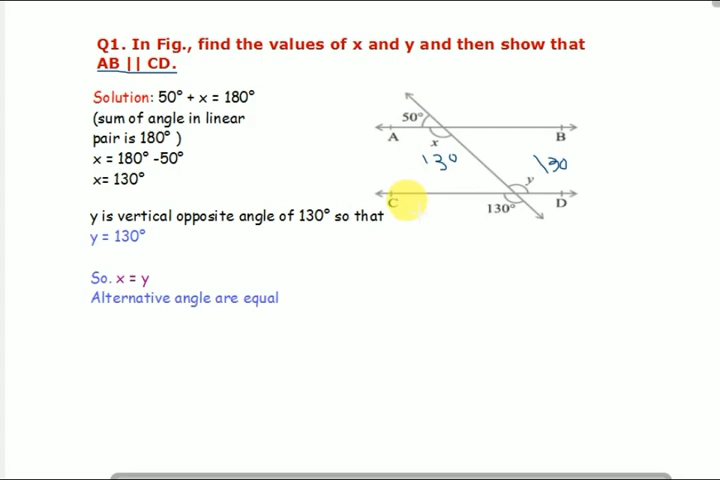 Q1. In Fig., find the values of x and y and then show that
AB || CD.
Solution: 50° + x = 180°
(sum of angle in linear
pair is 180° )
x = 180° -50°
x= 130°
y is vertical opposite angle of 130° so that
y = 130°
So. x = y
Alternative angle are equal
50°
A
B
x
130
130
y
C
130°
D